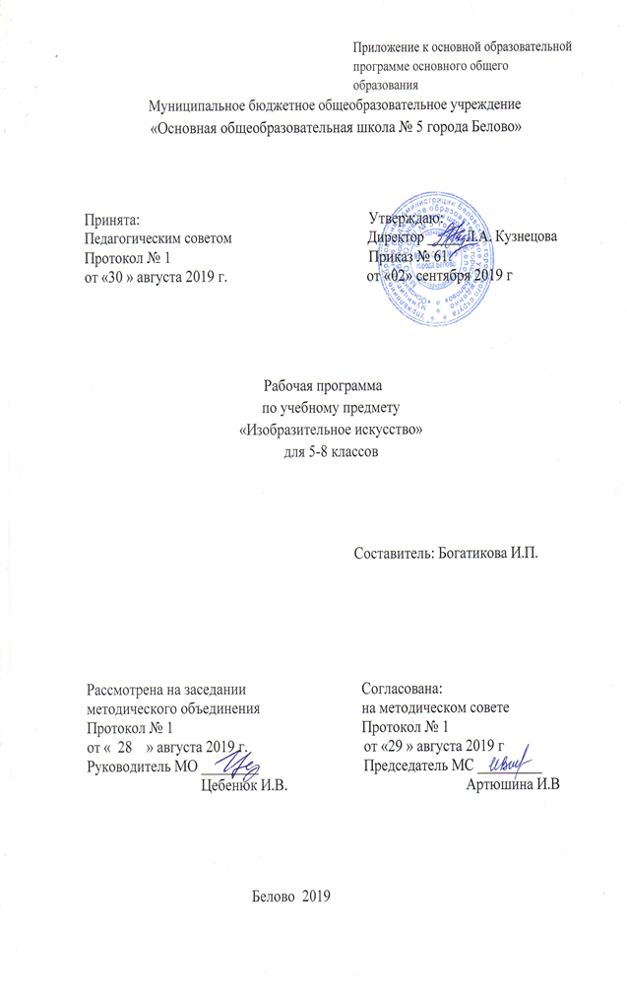 Приложение к основной образовательной
программе основного общего
образования
Муниципальное бюджетное общеобразовательное учреждение
«Основная общеобразовательная школа № 5 города Белово»
Принята:
Педагогическим советом
Протокол № 1
от «30 » августа 2019 г.
Утверждаю:
Директор Л.А. Кузнецова
Приказ № 61
от «02» сентября 2019 г
города Белово
Рабочая программа
по учебному предмету
«Изобразительное искусство»
для 5-8 классов
Составитель: Богатикова И.П.
Рассмотрена на заседании
методического объединения
Протокол № 1
от « 28 » августа 2019 г.
Руководитель МО
Цебенюк И.В.
Согласована:
на методическом совете
Протокол № 1
от «29 » августа 2019 г
Председатель МС
Артюшина И.В
Белово 2019